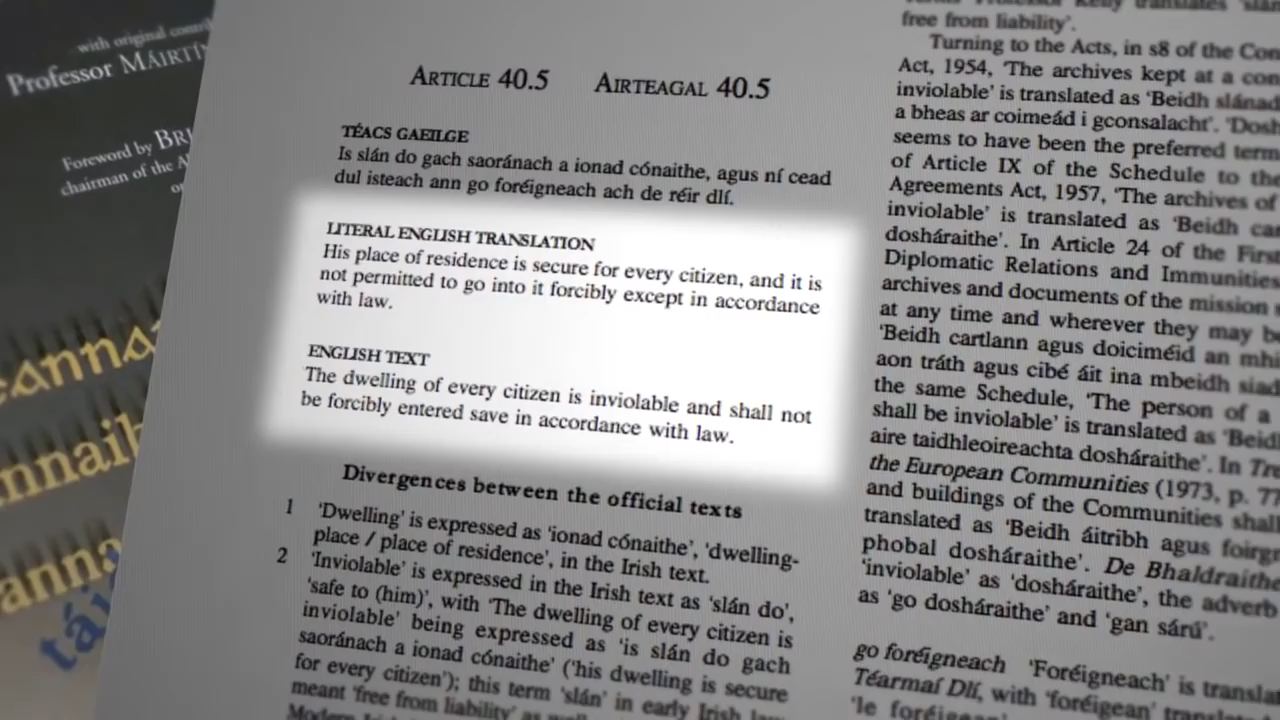 with original
Professor MÁIRTÍ
Foreword by
chairman of the
tái
ARTICLE 40.5 AIRTEAGAL 40.5
TÉACS GAEILGE
Is slán do gach saoránach a ionad cónaithe, agus ní cead
dul isteach ann go foréigneach ach de réir dlí.
LITERAL ENGLISH TRANSLATION
His place of residence is secure for every citizen, and it is
not permitted to go into it forcibly except in accordance
with law.
ENGLISH TEXT
The dwelling of every citizen is inviolable and shall not
be forcibly entered save in accordance with law.
Divergences between the official texts
1 'Dwelling' is expressed as 'ionad cónaithe', 'dwelling-
place / place of residence', in the Irish text.
2 'Inviolable' is expressed in the Irish text as 'slán do',
'safe to (him)', with 'The dwelling of every citizen is
inviolable' being expressed as 'is slán do gach
saoránach a ionad cónaithe' ('his dwelling is secure
for every citizen'); this term 'slán' in early Irish law
meant 'free from liability' as well
free from liability'.
Turning to the Acts, in s8 of the
Act, 1954, 'The archives kept at a
inviolable' is translated as 'Beidh
a bheas ar coimeád i gconsalacht'.
seems to have been the preferred term
of Article IX of the Schedule to the
Agreements Act, 1957, 'The archives of
inviolable' is translated as 'Beidh
dosháraithe'. In Article 24 of the First
Diplomatic Relations and Immunities
archives and documents of the mission
at any time and wherever they may be
'Beidh cartlann agus doiciméid an
aon tráth agus cibé áit ina mbeidh siad
the same Schedule, 'The person of a
shall be inviolable' is translated as
aire taidhleoireachta dosháraithe'. In
the European Communities (1973, p.
and buildings of the Communities shall
translated as 'Beidh áitribh agus
phobal dosháraithe'. De Bhaldraithe
'inviolable' as 'dosháraithe', the adverb
as 'go dosháraithe' and 'gan sárú'.
go foréigneach 'Foréigneach' is
Téarmaí Dlí, with 'foréigean'